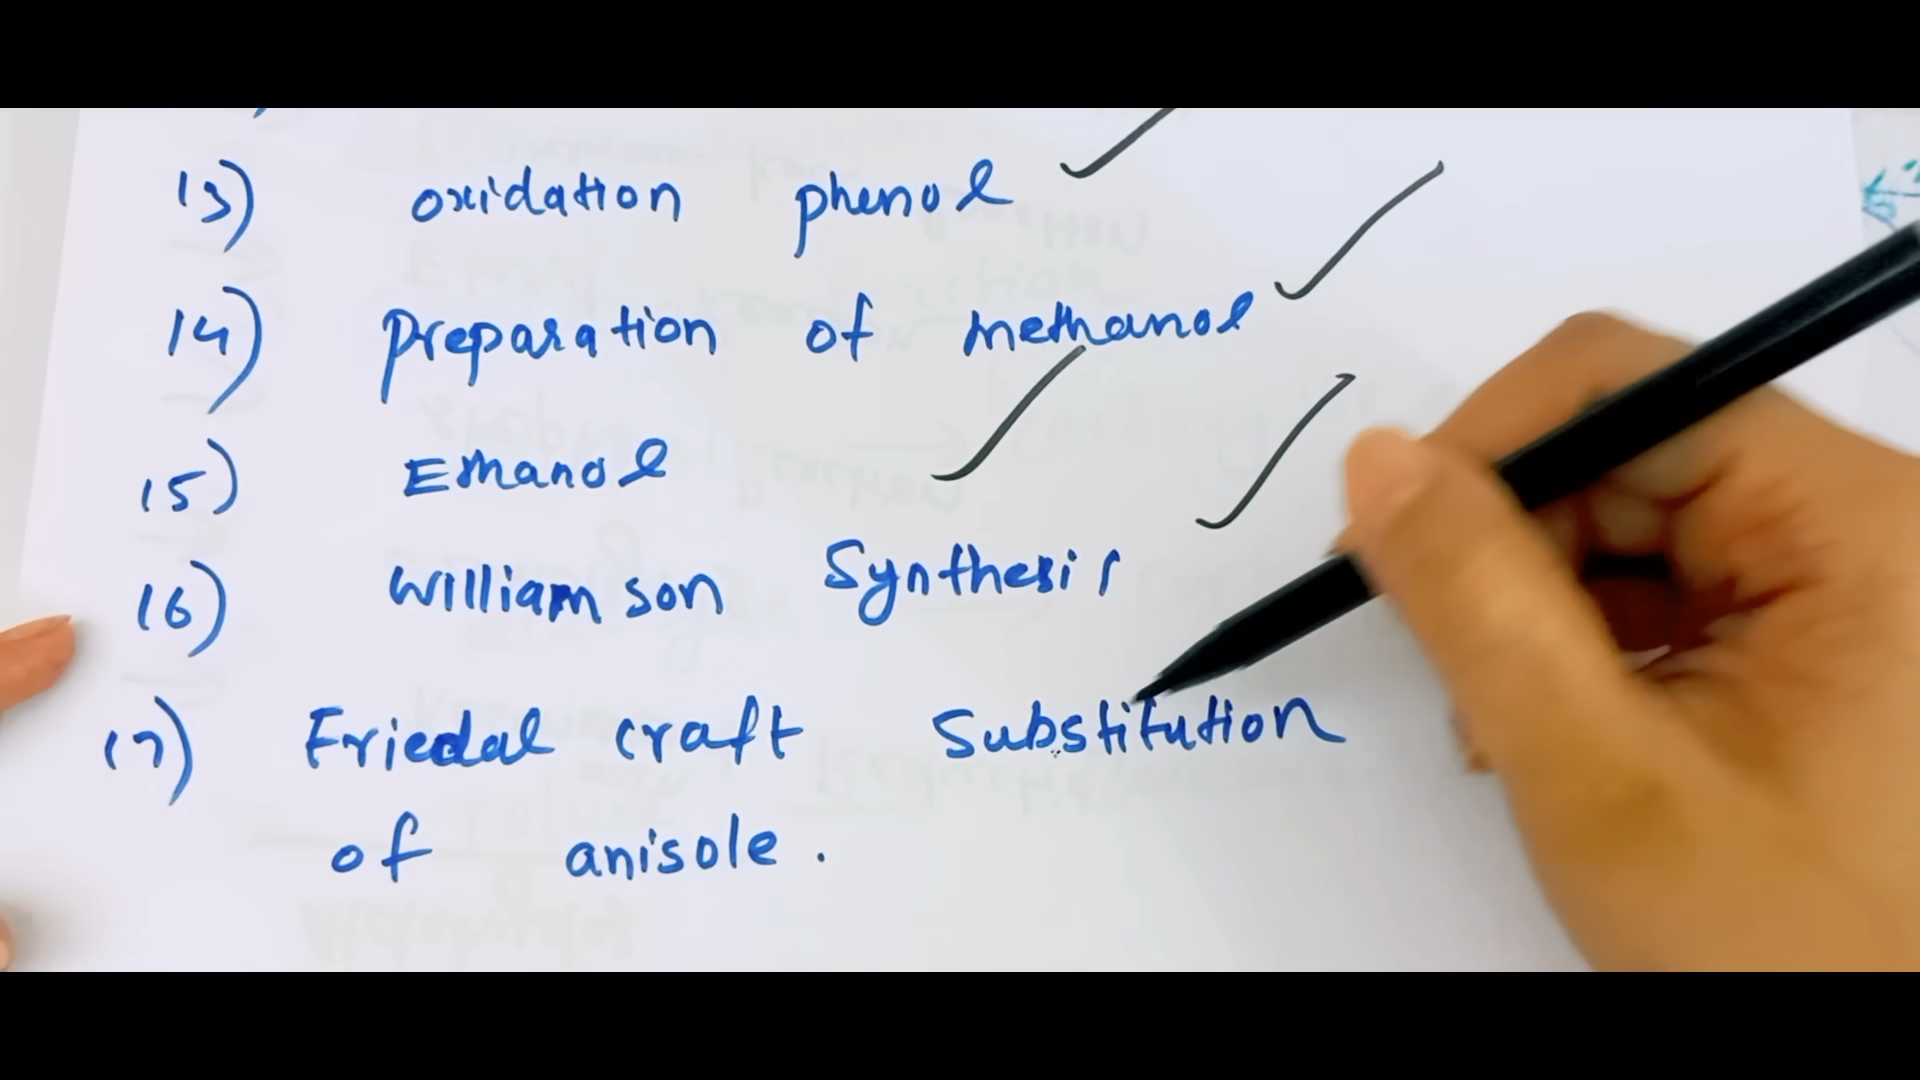 13) oxidation phenol
14) preparation of methanol
15) Ethanol
16) Williamson Synthesis
17) Friedal craft Substitution
of anisole.